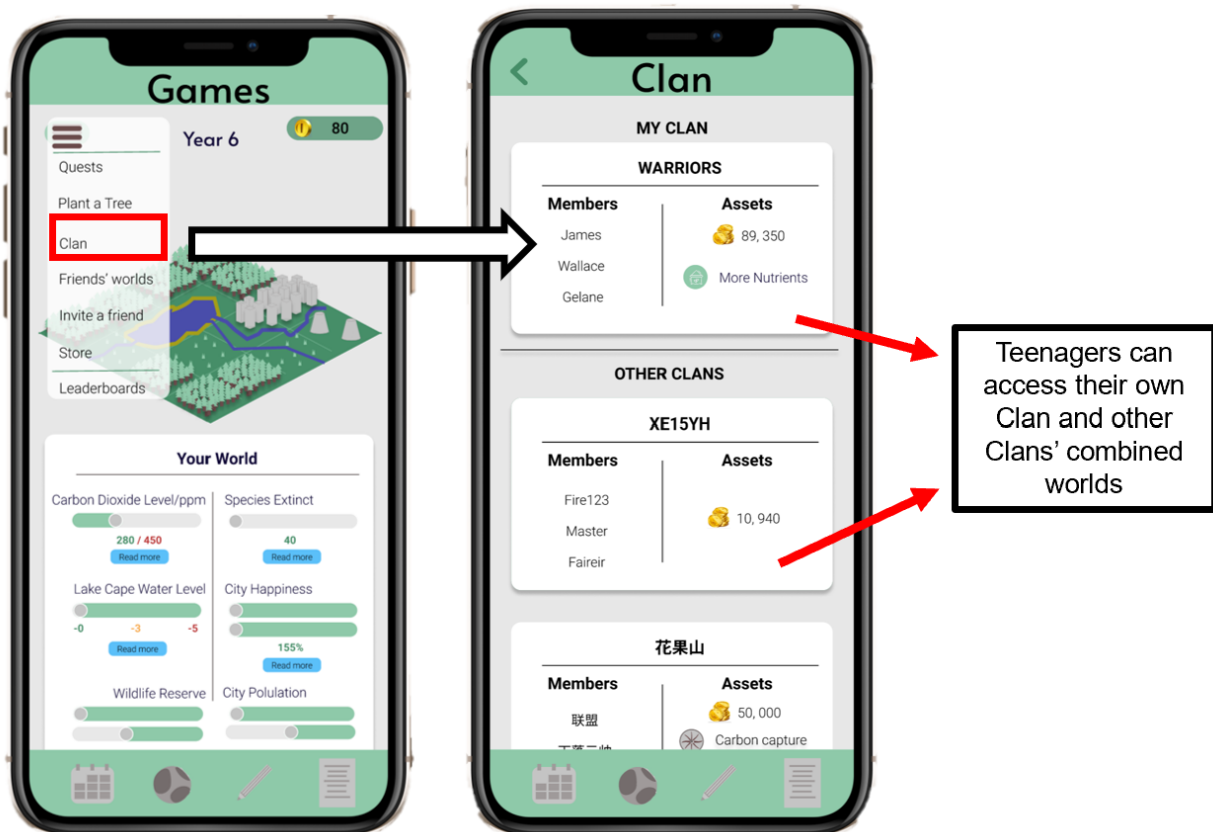 Games
Year 6
80
Quests
Plant a Tree
Clan
Friends' worlds
Invite a friend
Store
Leaderboards
Your World
Carbon Dioxide Level/ppm
280 / 450
Read more
Species Extinct
40
Read more
Lake Cape Water Level
-0 -3 -5
Read more
City Happiness
155%
Read more
Wildlife Reserve
City Polulation
Clan
MY CLAN
WARRIORS
Members
James
Wallace
Gelane
Assets
89, 350
More Nutrients
OTHER CLANS
XE15YH
Members
Fire123
Master
Faireir
Assets
10, 940
花果山
Members
联盟
Assets
50, 000
Carbon capture
Teenagers can
access their own
Clan and other
Clans' combined
worlds